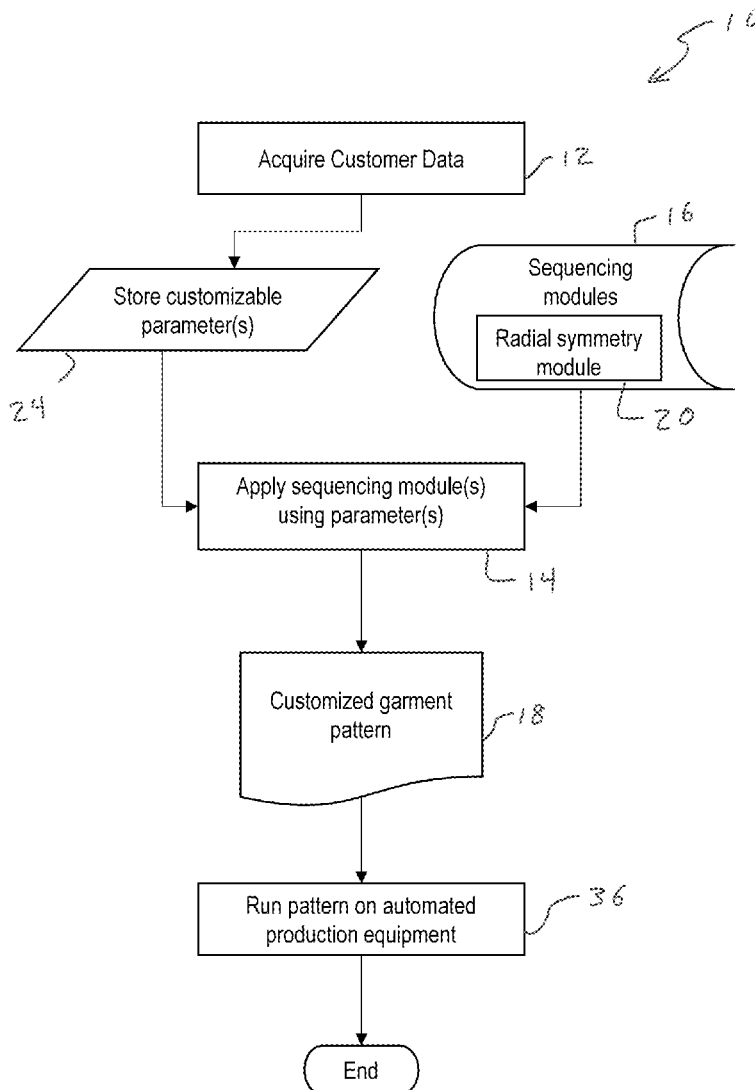 10
Acquire Customer Data
12
16
Sequencing
modules
Store customizable
parameter(s)
Radial symmetry
module
24
20
Apply sequencing module(s)
using parameter(s)
14
Customized garment
pattern
18
Run pattern on automated
production equipment
36
End